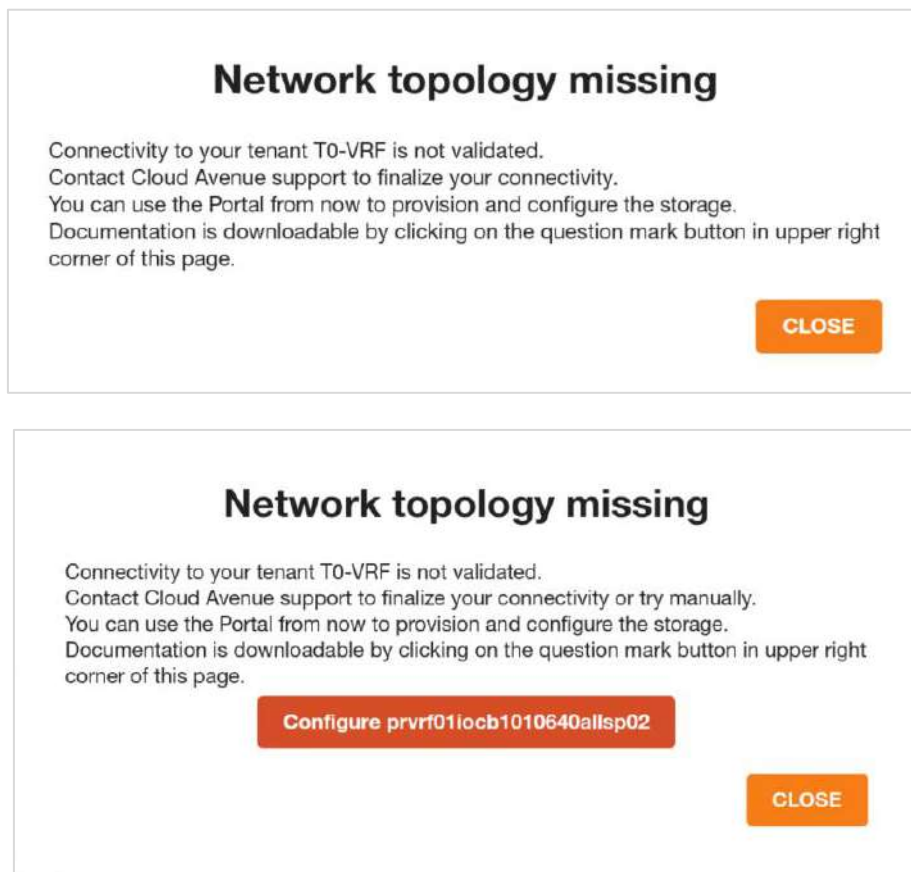 Network topology missing
Connectivity to your tenant T0-VRF is not validated.
Contact Cloud Avenue support to finalize your connectivity.
You can use the Portal from now to provision and configure the storage.
Documentation is downloadable by clicking on the question mark button in upper right
corner of this page.
CLOSE
Network topology missing
Connectivity to your tenant T0-VRF is not validated.
Contact Cloud Avenue support to finalize your connectivity or try manually.
You can use the Portal from now to provision and configure the storage.
Documentation is downloadable by clicking on the question mark button in upper right
corner of this page.
Configure prvrf01iocb1010640allsp02
CLOSE